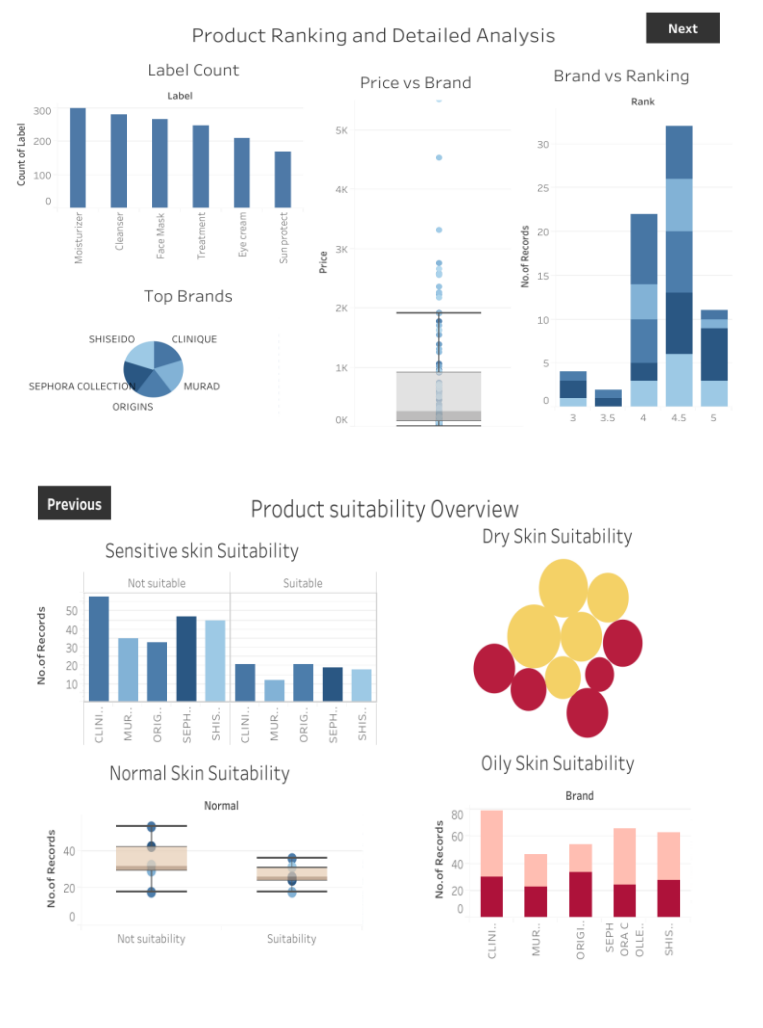 Product Ranking and Detailed Analysis
Next
Label Count
Label
Count of Label
300
200
100
0
Moisturizer
Cleanser
Face Mask
Treatment
Eye cream
Sun protect
Top Brands
SHISEIDO
CLINIQUE
SEPHORA COLLECTION
MURAD
ORIGINS
Price vs Brand
Price
5K
4K
3K
2K
1K
0K
Brand vs Ranking
Rank
No.of Records
30
25
20
15
10
5
0
3
3.5
4
4.5
5
Previous
Product suitability Overview
Sensitive skin Suitability
Not suitable
Suitable
No.of Records
50
40
30
20
10
CLINI..
MUR..
ORIG..
SEPH..
SHIS..
CLINI..
MUR..
ORIG..
SEPH..
SHIS..
Dry Skin Suitability
Normal Skin Suitability
Normal
No.of Records
40
20
0
Not suitability
Suitability
Oily Skin Suitability
Brand
No.of Records
80
60
40
20
0
CLINI..
MUR..
ORIGI..
SEPH
ORA C
OLLE..
SHIS..